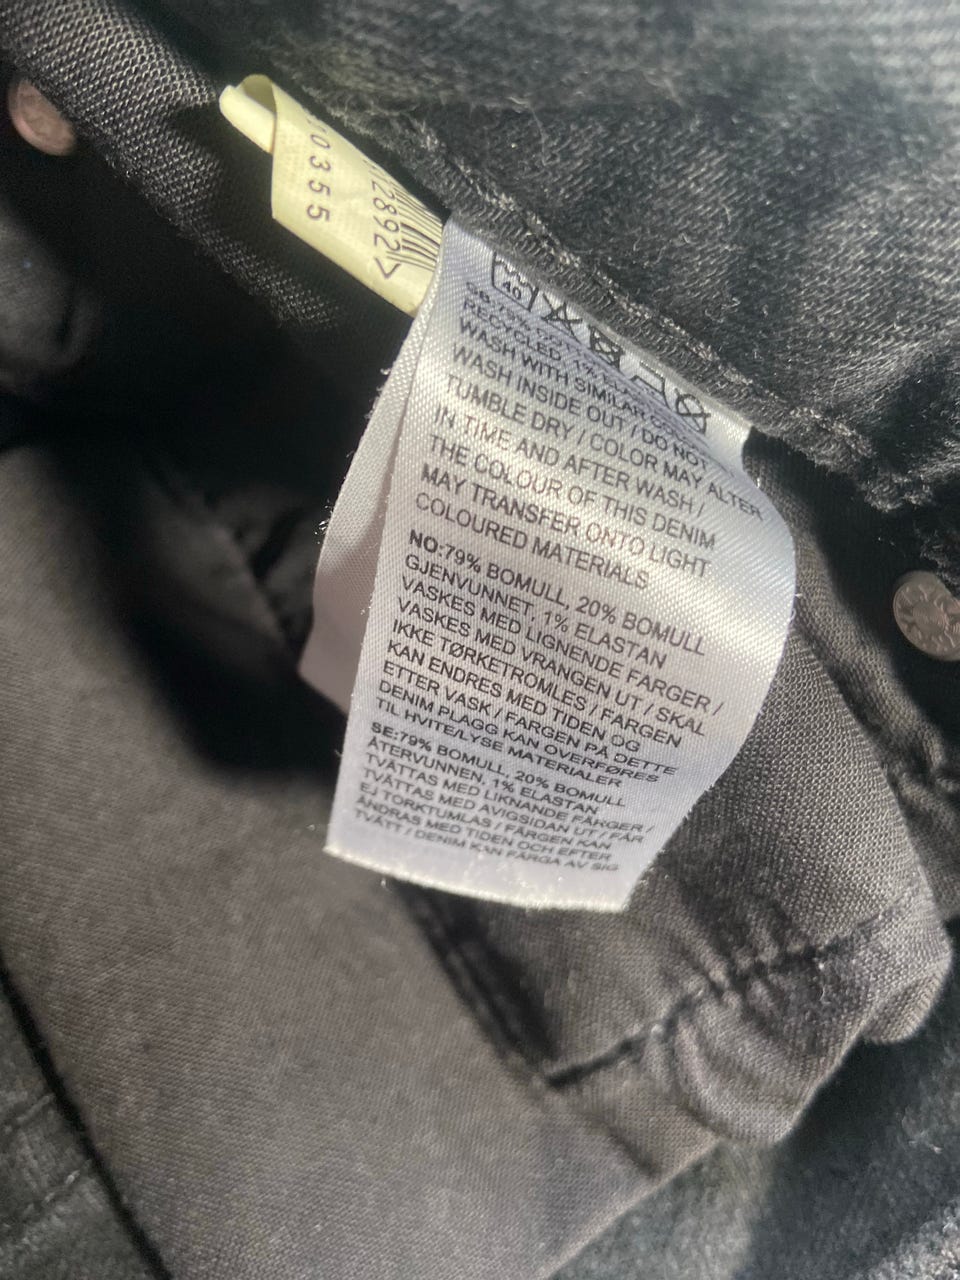 0355
12892>
40
RECYCLED, 1%
WASH WITH SIMILAR
WASH INSIDE OUT / DO NOT
TUMBLE DRY / COLOR MAY ALTER
IN TIME AND AFTER WASH /
THE COLOUR OF THIS DENIM
MAY TRANSFER ONTO LIGHT
COLOURED MATERIALS
NO:79% BOMULL, 20% BOMULL
GJENVUNNET, 1% ELASTAN
VASKES MED LIGNENDE FARGER /
VASKES MED VRANGEN UT / SKAL
IKKE TØRKETROMLES / FARGEN
KAN ENDRES MED TIDEN OG
ETTER VASK / FARGEN PÅ DETTE
DENIM PLAGG KAN OVERFØRES
TIL HVITE/LYSE MATERIALER
SE:79% BOMULL, 20% BOMULL
ÅTERVUNNEN, 1% ELASTAN
TVÄTTAS MED LIKNANDE FÄRGER /
TVÄTTAS MED AVIGSIDAN UT / FÅR
EJ TORKTUMLAS / FÄRGEN KAN
ÄNDRAS MED TIDEN OCH EFTER
TVÄTT / DENIM KAN FÄRGA AV SIG